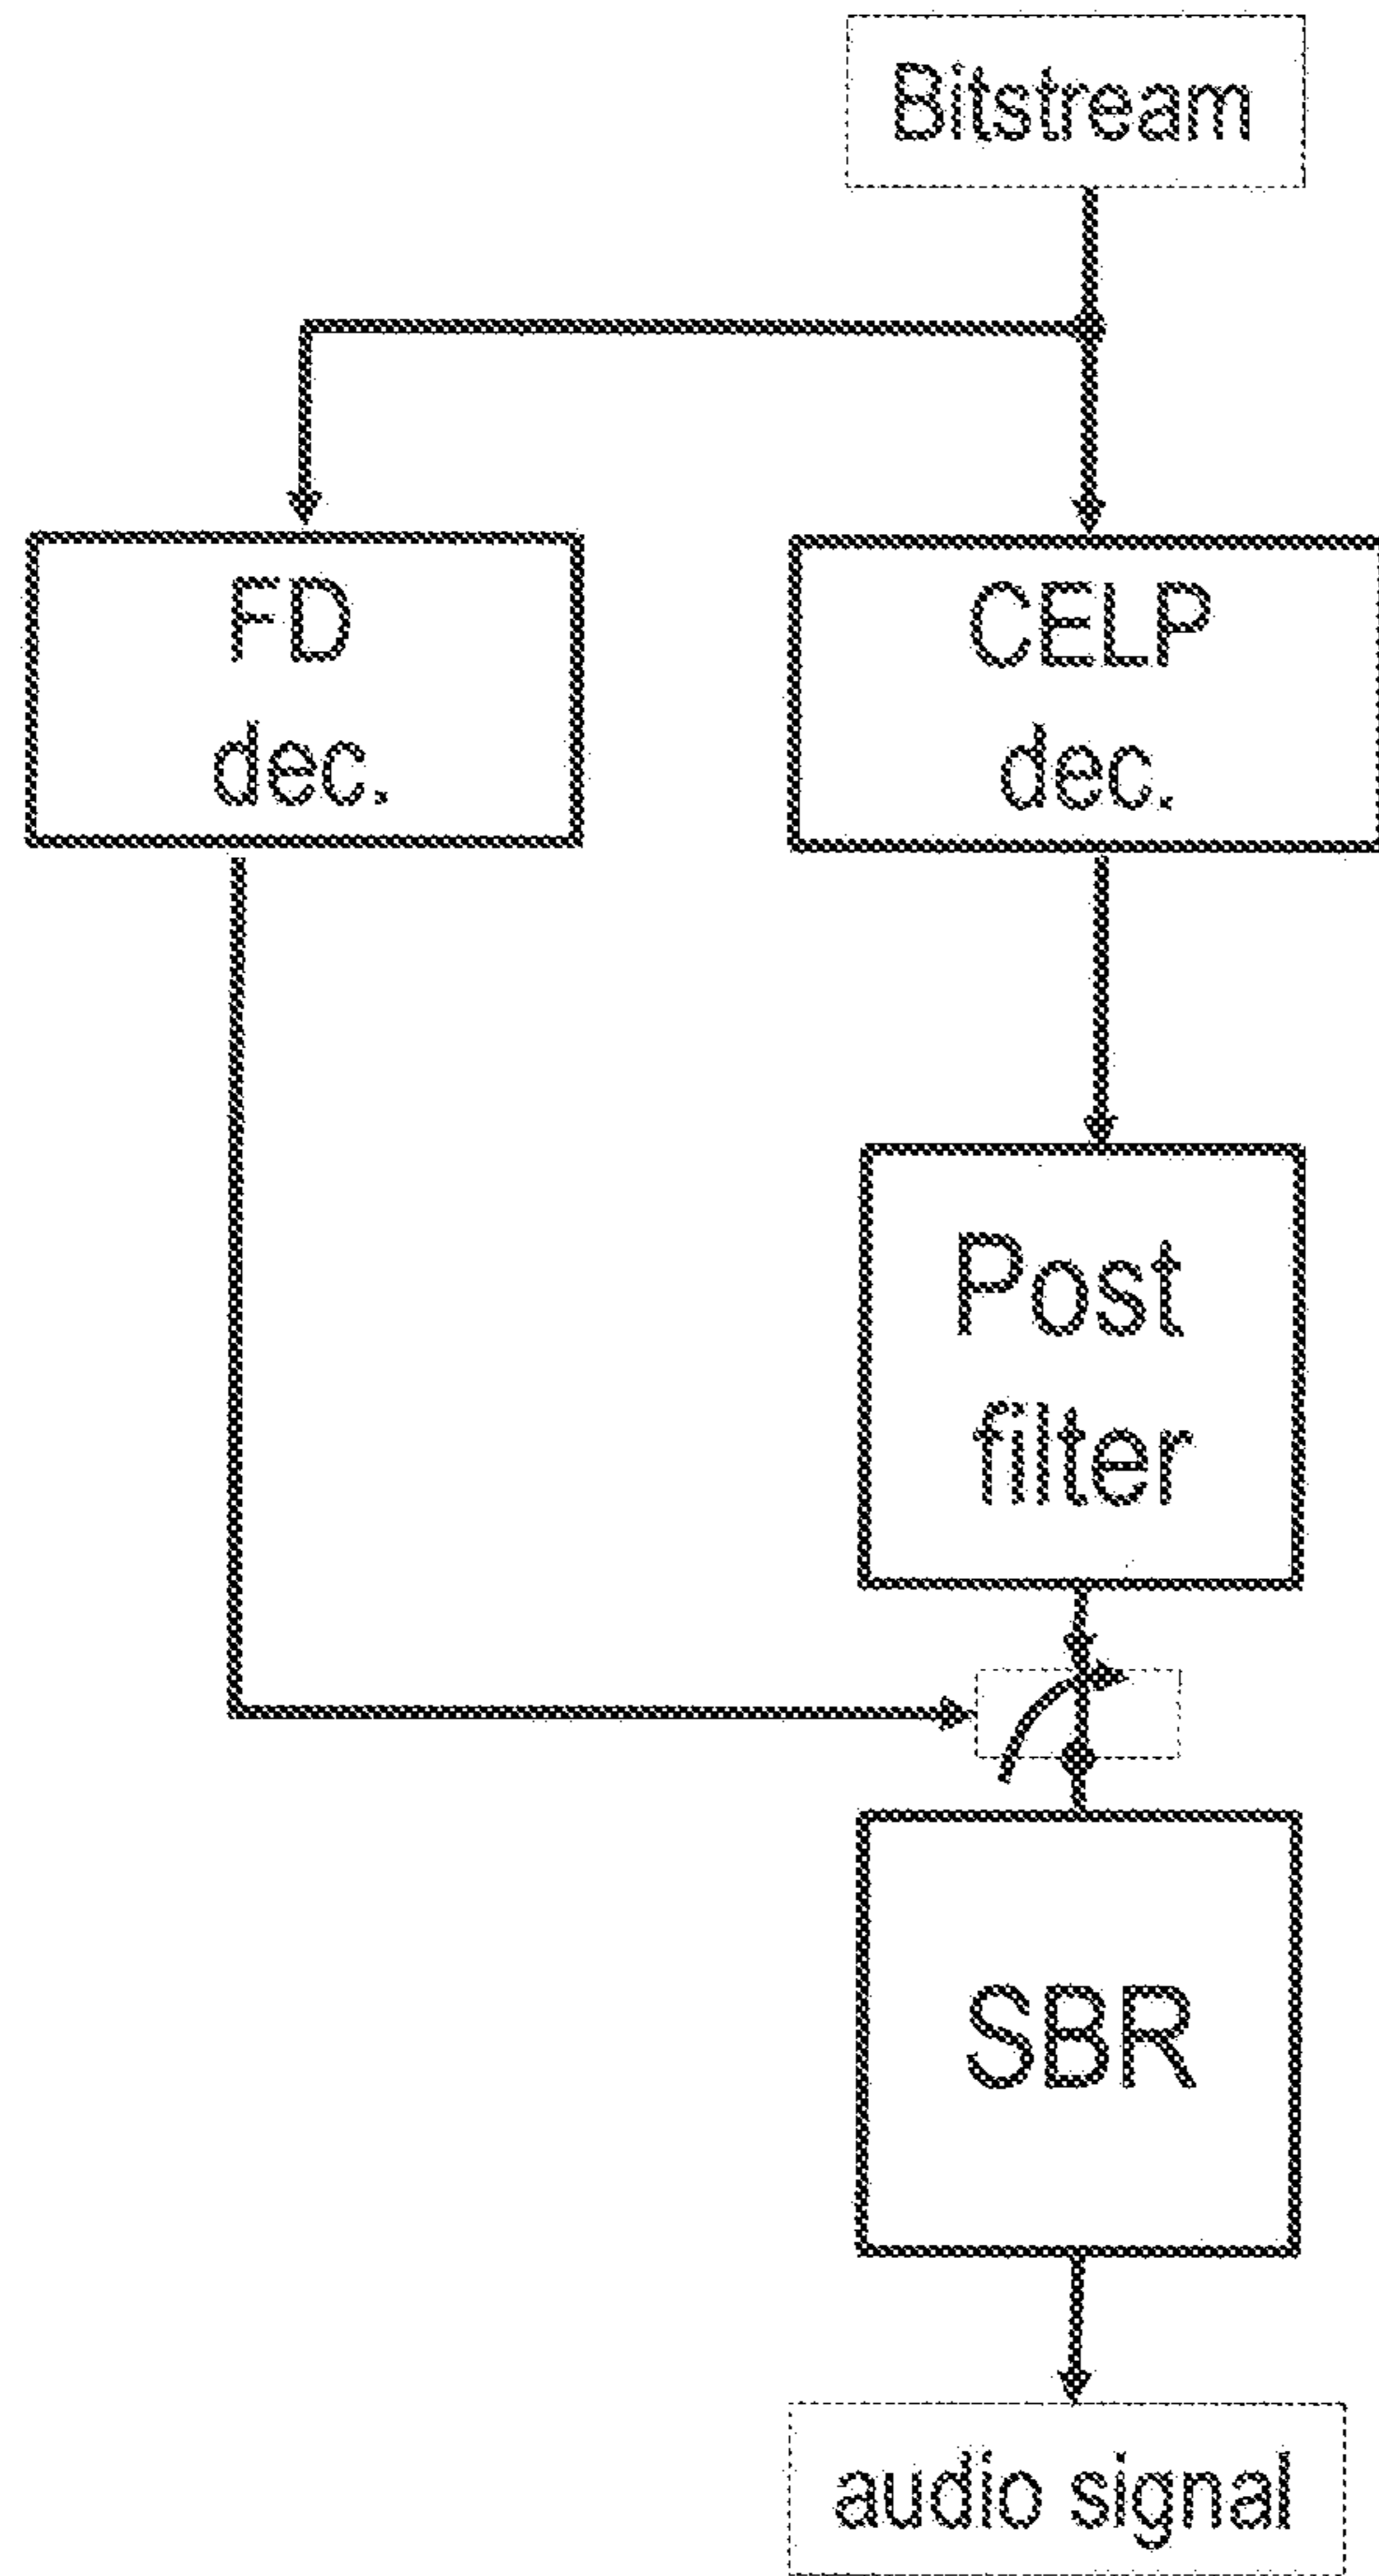 Bitstream
FD
dec.
CELP
dec.
Post
filter
SBR
audio signal